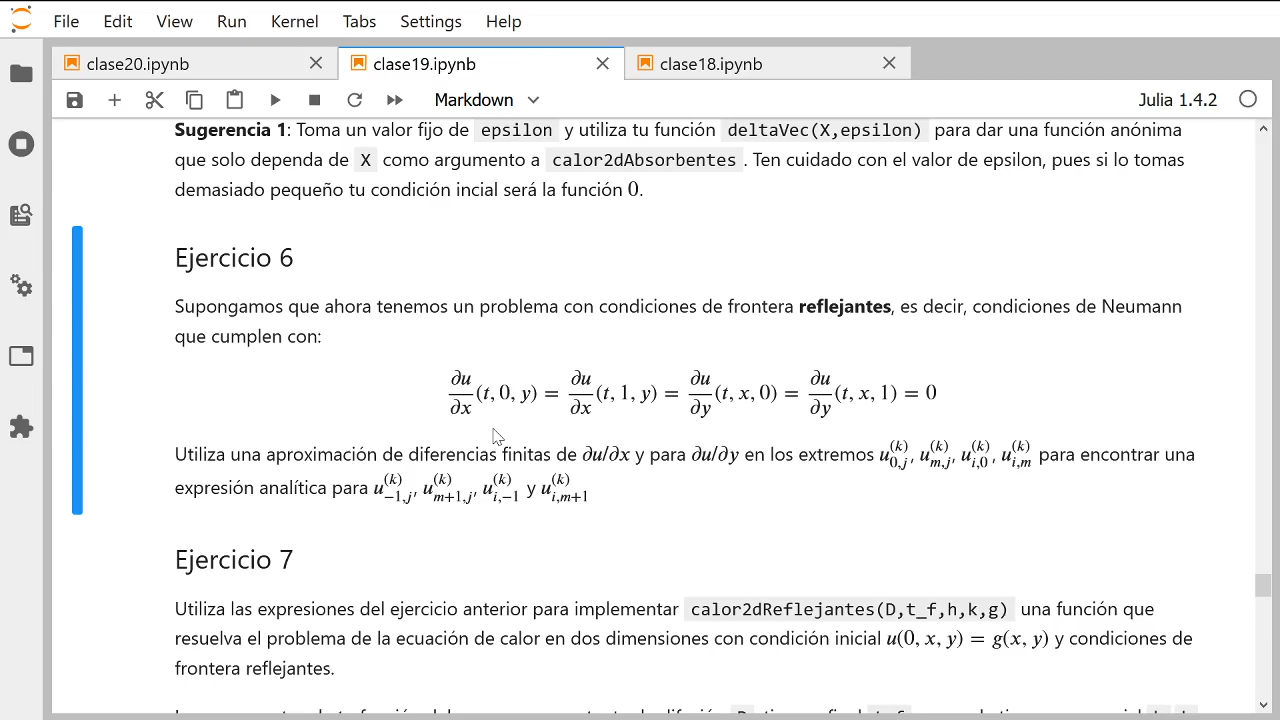 File Edit View Run Kernel Tabs Settings Help
clase20.ipynb clase19.ipynb clase18.ipynb
Markdown Julia 1.4.2
Sugerencia 1: Toma un valor fijo de epsilon y utiliza tu función deltaVec(X,epsilon) para dar una función anónima
que solo dependa de X como argumento a calor2dAbsorbentes. Ten cuidado con el valor de epsilon, pues si lo tomas
demasiado pequeño tu condición incial será la función 0.
Ejercicio 6
Supongamos que ahora tenemos un problema con condiciones de frontera reflejantes, es decir, condiciones de Neumann
que cumplen con:
∂u/∂x (t, 0, y) = ∂u/∂x (t, 1, y) = ∂u/∂y (t, x, 0) = ∂u/∂y (t, x, 1) = 0
Utiliza una aproximación de diferencias finitas de ∂u/∂x y para ∂u/∂y en los extremos u_{0,j}^{(k)}, u_{m,j}^{(k)}, u_{i,0}^{(k)}, u_{i,m}^{(k)} para encontrar una
expresión analítica para u_{-1,j}^{(k)}, u_{m+1,j}^{(k)}, u_{i,-1}^{(k)} y u_{i,m+1}^{(k)}
Ejercicio 7
Utiliza las expresiones del ejercicio anterior para implementar calor2dReflejantes(D,t_f,h,k,g) una función que
resuelva el problema de la ecuación de calor en dos dimensiones con condición inicial u(0, x, y) = g(x, y) y condiciones de
frontera reflejantes.